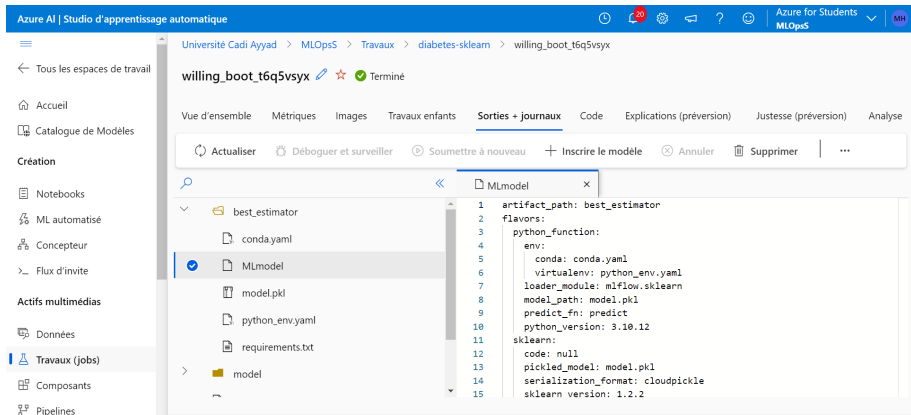 Azure AI | Studio d'apprentissage automatique
20
Azure for Students
MLOpsS
MH
Tous les espaces de travail
Accueil
Catalogue de Modèles
Création
Notebooks
ML automatisé
Concepteur
Flux d'invite
Actifs multimédias
Données
Travaux (jobs)
Composants
Pipelines
Université Cadi Ayyad > MLOpsS > Travaux > diabetes-sklearn > willing_boot_t6q5vsyx
willing_boot_t6q5vsyx Terminé
Vue d'ensemble Métriques Images Travaux enfants Sorties + journaux Code Explications (préversion) Justesse (préversion) Analyse
Actualiser Déboguer et surveiller Soumettre à nouveau Inscrire le modèle Annuler Supprimer ...
best_estimator
conda.yaml
MLmodel
model.pkl
python_env.yaml
requirements.txt
model
MLmodel ×
1 artifact_path: best_estimator
2 flavors:
3 python_function:
4 env:
5 conda: conda.yaml
6 virtualenv: python_env.yaml
7 loader_module: mlflow.sklearn
8 model_path: model.pkl
9 predict_fn: predict
10 python_version: 3.10.12
11 sklearn:
12 code: null
13 pickled_model: model.pkl
14 serialization_format: cloudpickle
15 sklearn_version: 1.2.2